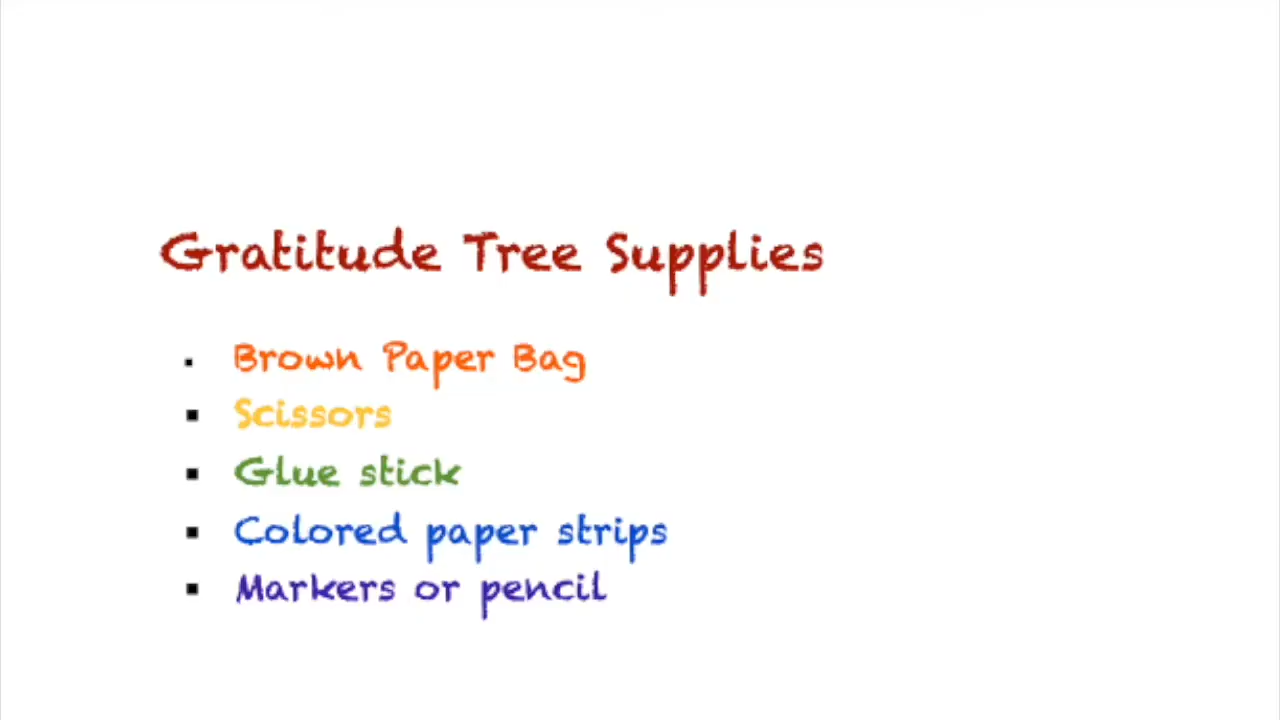 Gratitude Tree Supplies
▪ Brown Paper Bag
▪ Scissors
▪ Glue stick
▪ Colored paper strips
▪ Markers or pencil